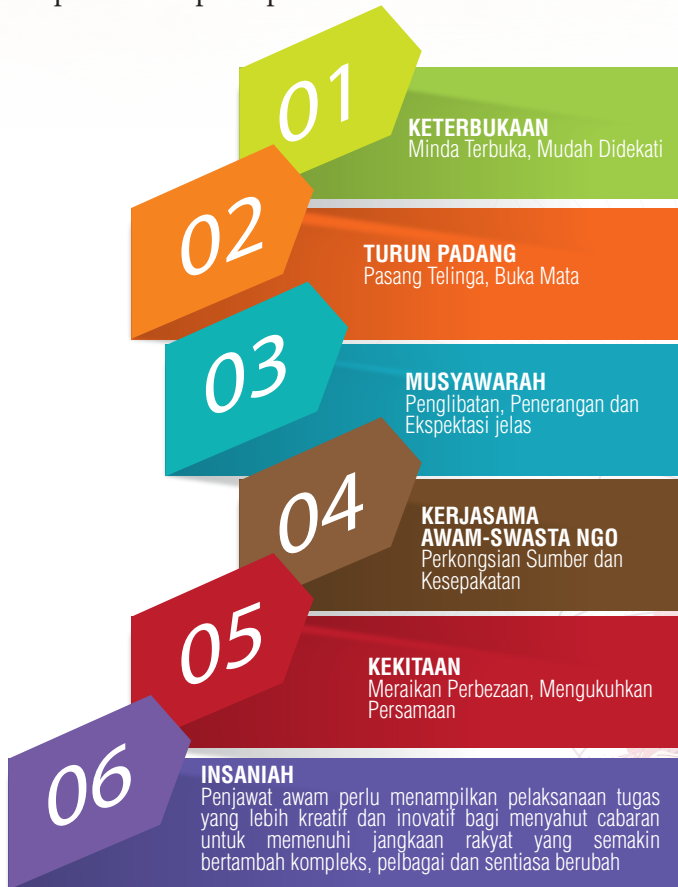 01
KETERBUKAAN
Minda Terbuka, Mudah Didekati
02
TURUN PADANG
Pasang Telinga, Buka Mata
03
MUSYAWARAH
Penglibatan, Penerangan dan
Ekspektasi jelas
04
KERJASAMA
AWAM-SWASTA NGO
Perkongsian Sumber dan
Kesepakatan
05
KEKITAAN
Meraikan Perbezaan, Mengukuhkan
Persamaan
06
INSANIAH
Penjawat awam perlu menampilkan pelaksanaan tugas
yang lebih kreatif dan inovatif bagi menyahut cabaran
untuk memenuhi jangkaan rakyat yang semakin
bertambah kompleks, pelbagai dan sentiasa berubah